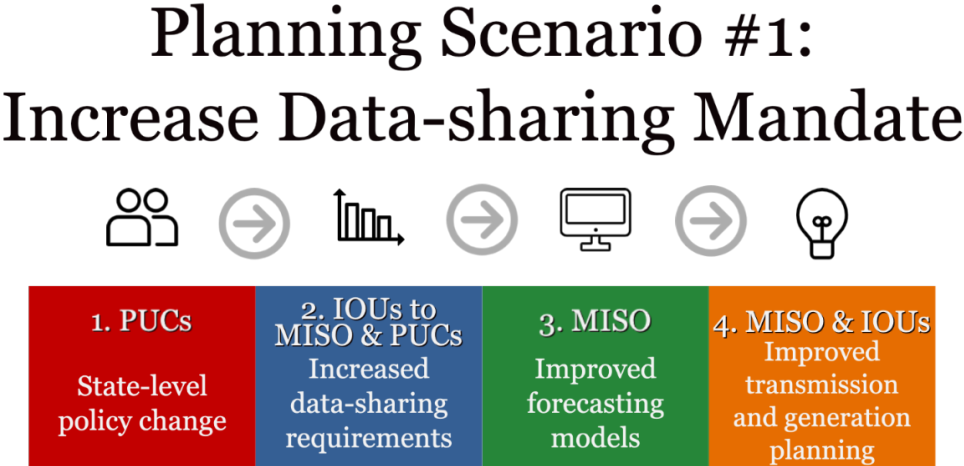 Planning Scenario #1:
Increase Data-sharing Mandate
1. PUCs
State-level
policy change
2. IOUs to
MISO & PUCs
Increased
data-sharing
requirements
3. MISO
Improved
forecasting
models
4. MISO & IOUs
Improved
transmission
and generation
planning